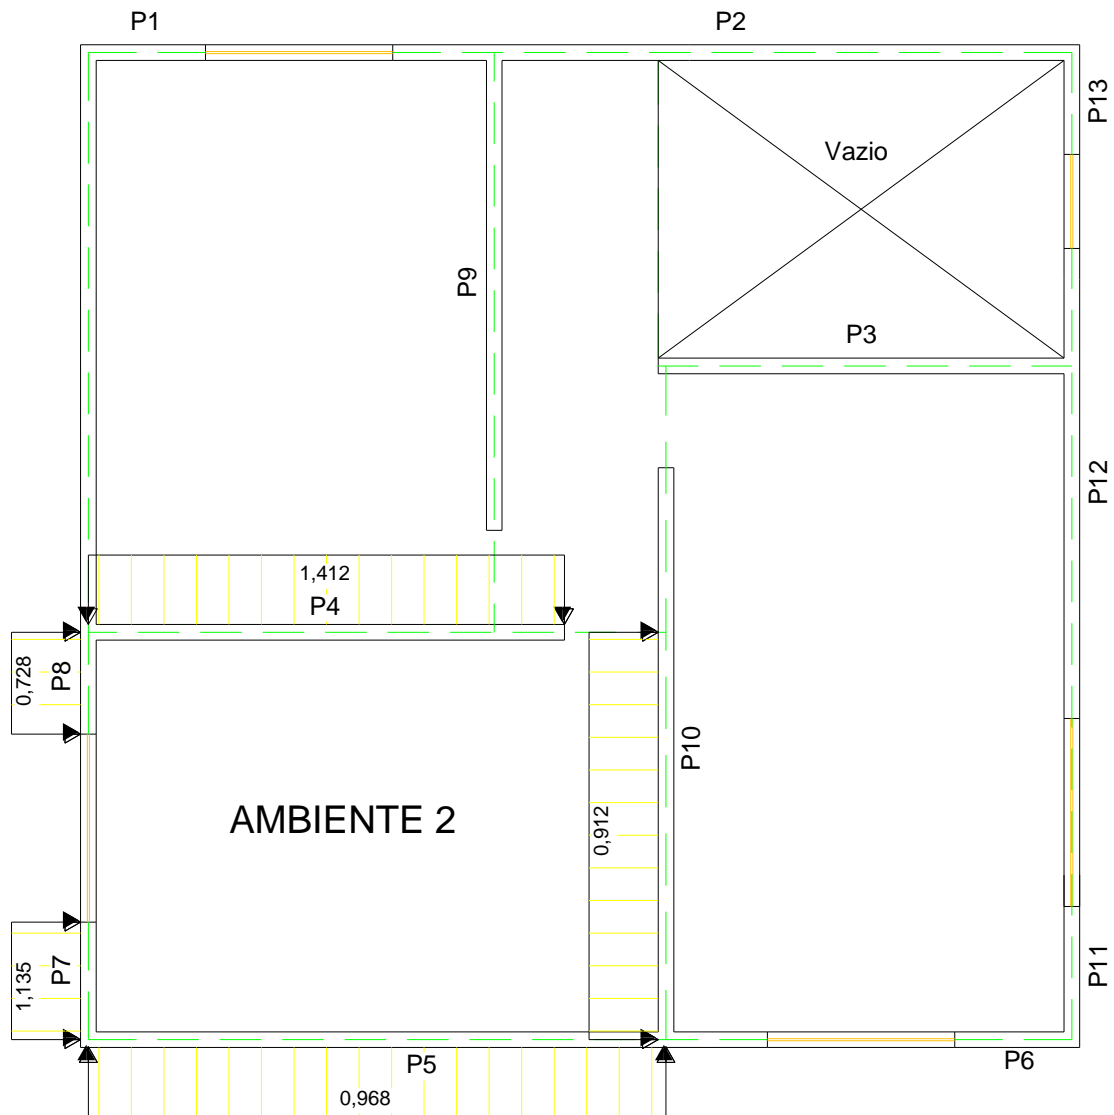 P1
P2
P13
Vazio
P9
P3
P12
1,412
P4
P8
0,728
P10
AMBIENTE 2
0,912
P7
1,135
P11
P5
P6
0,968